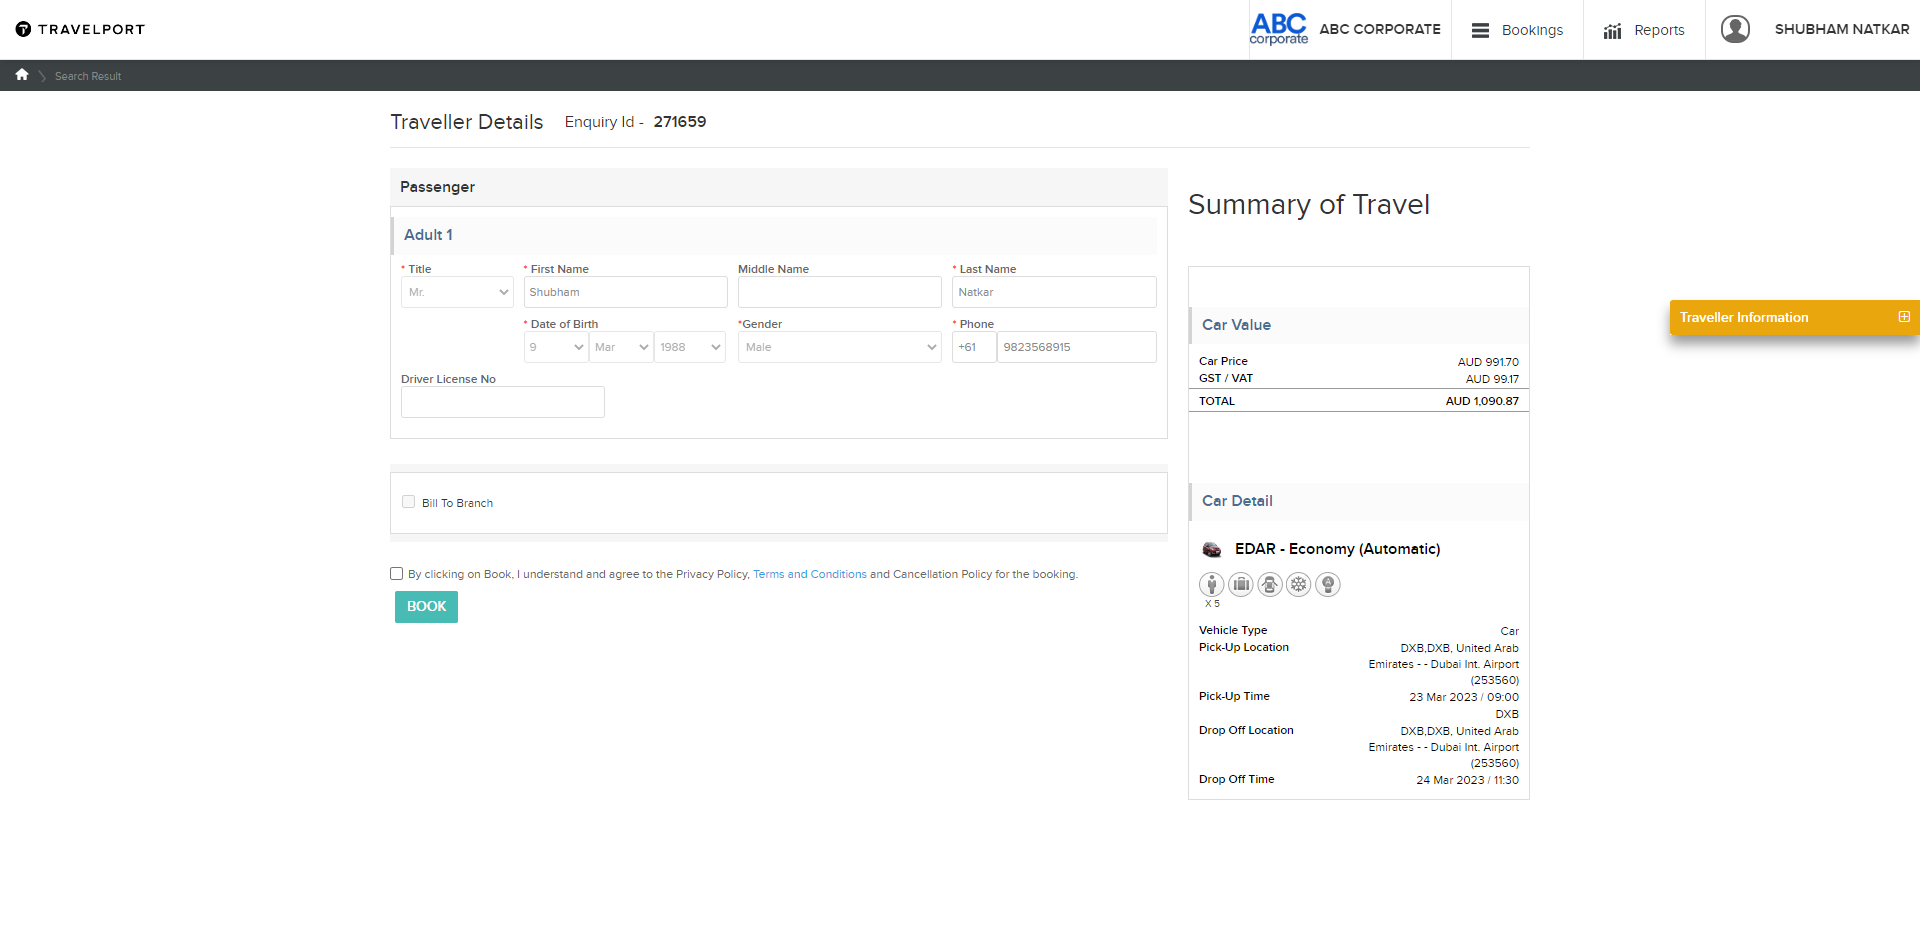 TRAVELPORT
ABC corporate
ABC CORPORATE
Bookings
Reports
SHUBHAM NATKAR
Search Result
Traveller Details
Enquiry Id - 271659
Passenger
Adult 1
* Title
* First Name
Middle Name
* Last Name
Mr.
Shubham
Natkar
* Date of Birth
*Gender
* Phone
9
Mar
1988
Male
+61
9823568915
Driver License No
Bill To Branch
By clicking on Book, I understand and agree to the Privacy Policy, Terms and Conditions and Cancellation Policy for the booking.
BOOK
Summary of Travel
Car Value
Car Price AUD 991.70
GST / VAT AUD 99.17
TOTAL AUD 1,090.87
Car Detail
EDAR - Economy (Automatic)
A
X 5
Vehicle Type Car
Pick-Up Location DXB,DXB, United Arab
Emirates - - Dubai Int. Airport
(253560)
Pick-Up Time 23 Mar 2023 / 09:00
DXB
Drop Off Location DXB,DXB, United Arab
Emirates - - Dubai Int. Airport
(253560)
Drop Off Time 24 Mar 2023 / 11:30
Traveller Information